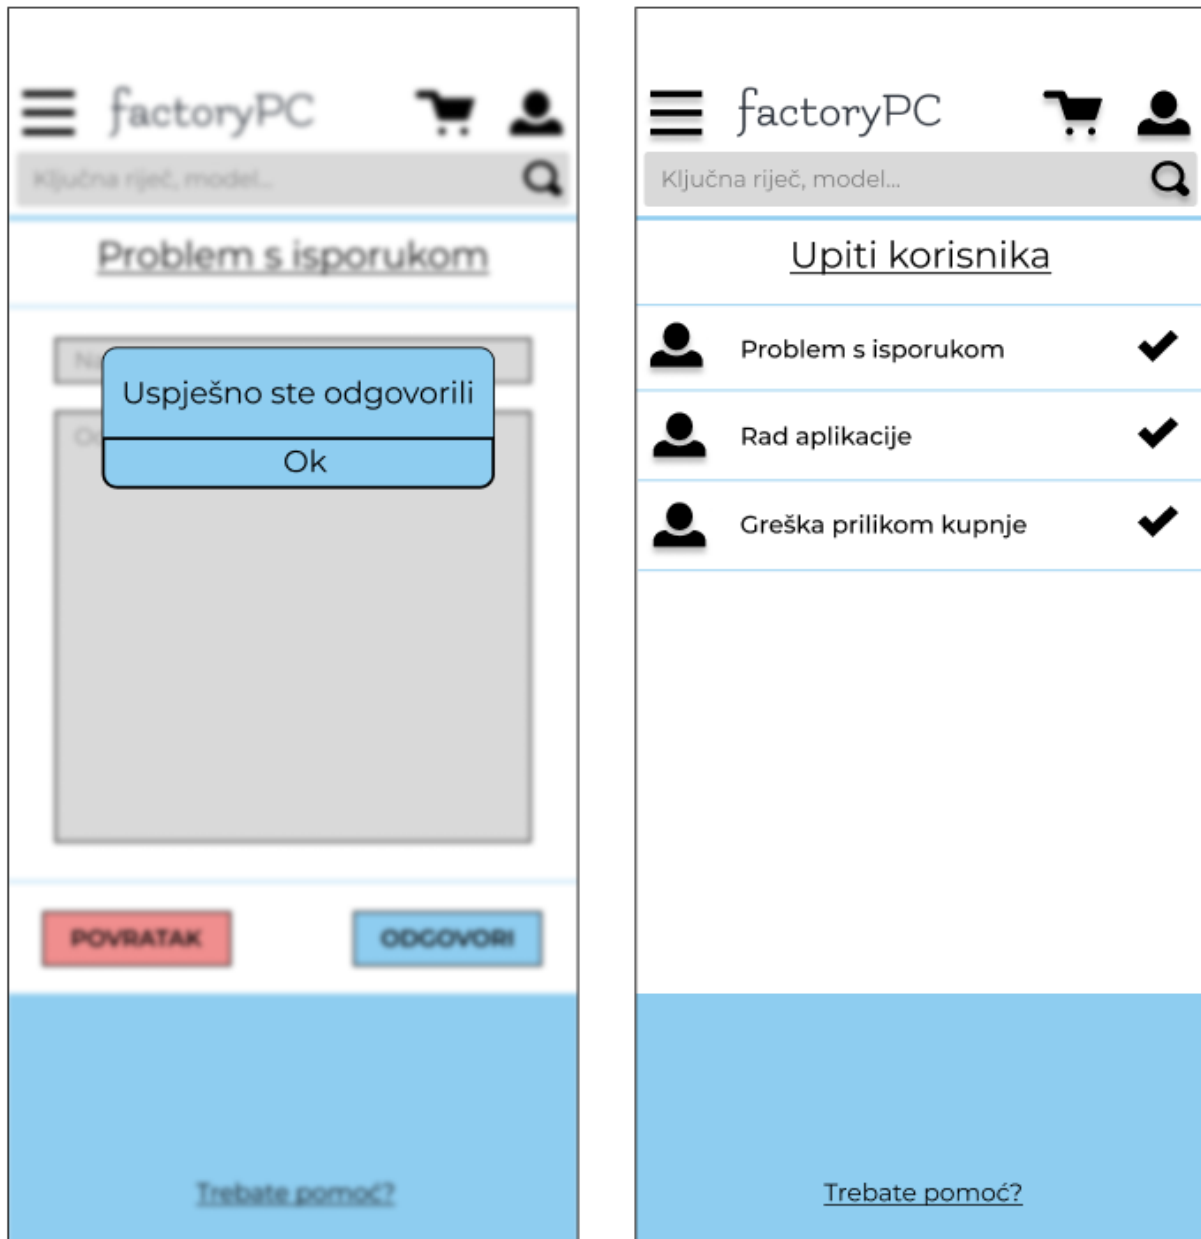 factoryPC
Ključna riječ, model...
Problem s isporukom
Uspješno ste odgovorili
Ok
POVRATAK
ODGOVORI
Trebate pomoć?
factoryPC
Ključna riječ, model...
Upiti korisnika
Problem s isporukom
Rad aplikacije
Greška prilikom kupnje
Trebate pomoć?